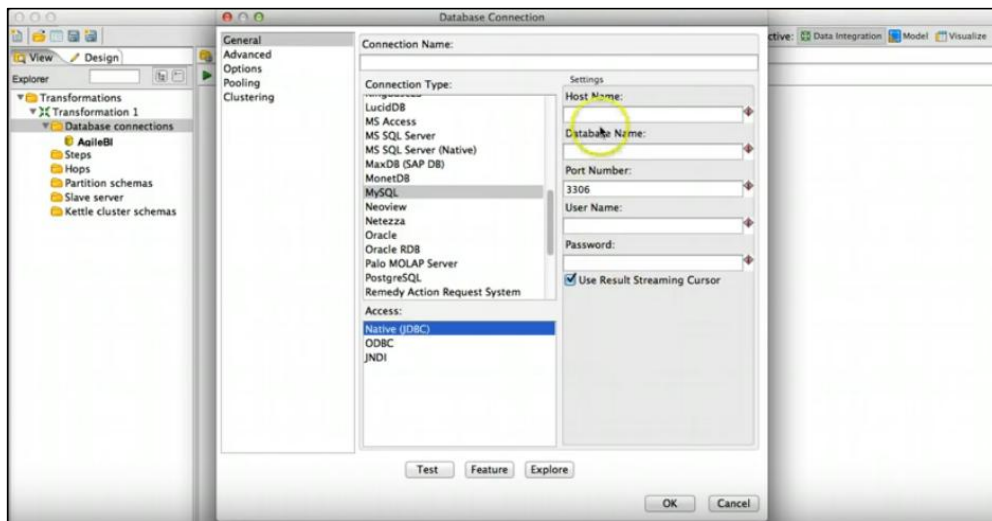 Database Connection
ctive: Data Integration Model Visualize
View Design
Explorer
Transformations
Transformation 1
Database connections
AgileBI
Steps
Hops
Partition schemas
Slave server
Kettle cluster schemas
General
Advanced
Options
Pooling
Clustering
Connection Name:
Connection Type:
LucidDB
MS Access
MS SQL Server
MS SQL Server (Native)
MaxDB (SAP DB)
MonetDB
MySQL
Neoview
Netezza
Oracle
Oracle RDB
Palo MOLAP Server
PostgreSQL
Remedy Action Request System
Access:
Native (JDBC)
ODBC
JNDI
Settings
Host Name:
Database Name:
Port Number:
3306
User Name:
Password:
Use Result Streaming Cursor
Test Feature Explore
OK Cancel